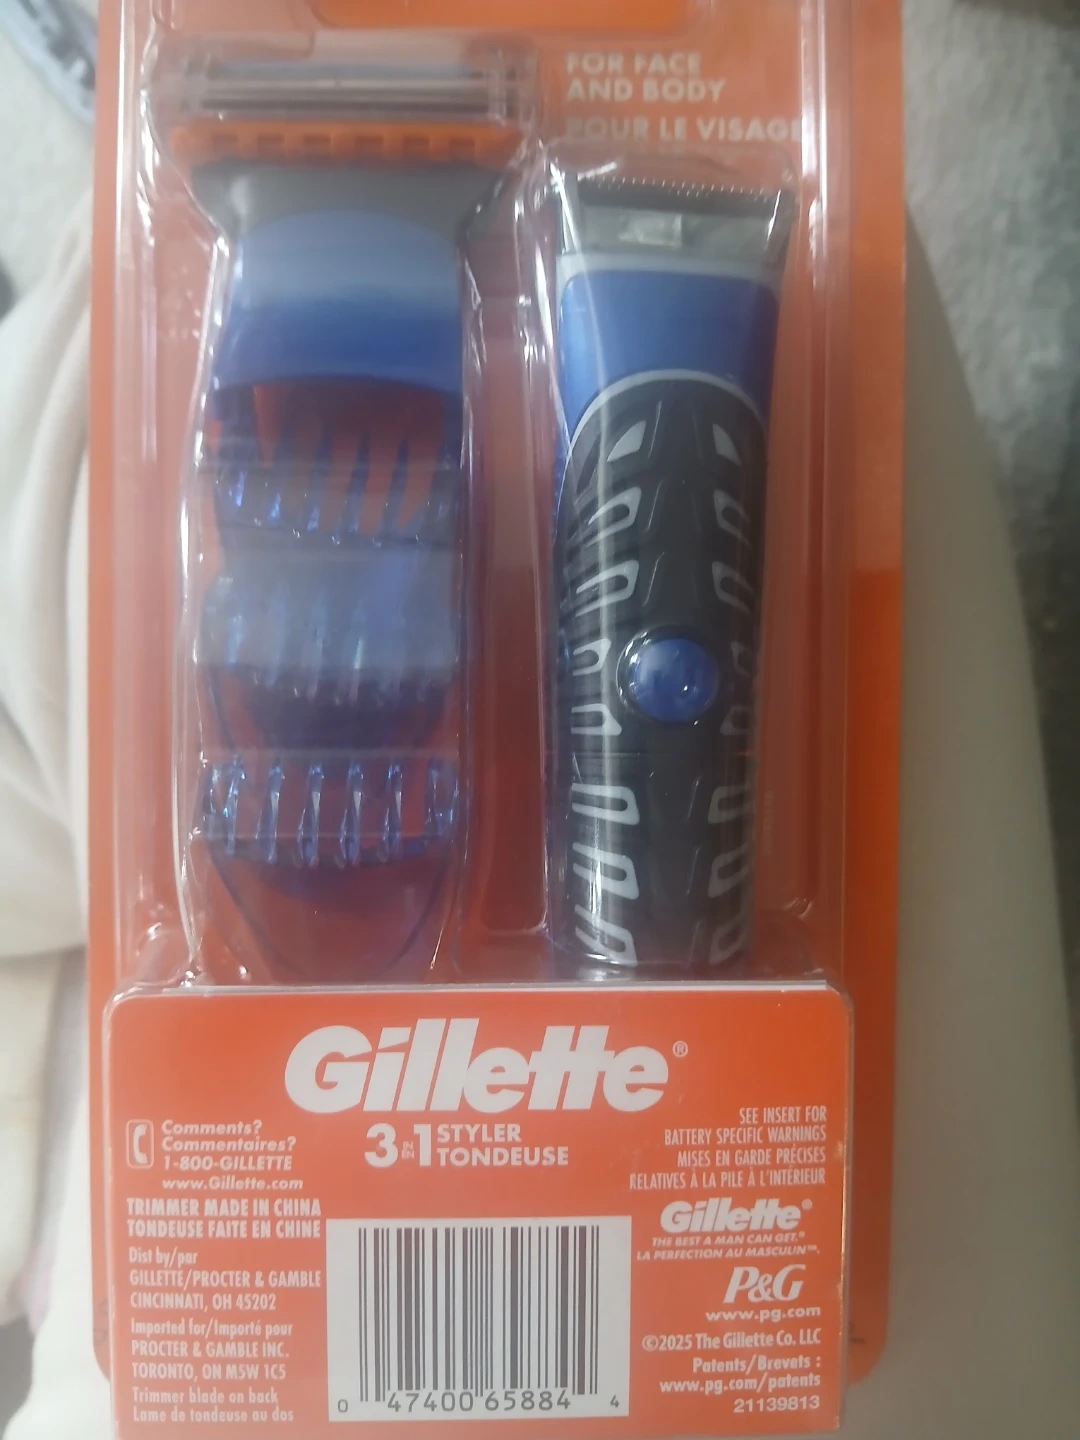 FOR FACE
AND BODY
POUR LE VISAGE
Gillette®
3 IN 1 STYLER
TONDEUSE
Comments?
Commentaires?
1-800-GILLETTE
www.Gillette.com
TRIMMER MADE IN CHINA
TONDEUSE FAITE EN CHINE
Dist by/par
GILLETTE/PROCTER & GAMBLE
CINCINNATI, OH 45202
Imported for/Importé pour
PROCTER & GAMBLE INC.
TORONTO, ON M5W 1C5
Trimmer blade on back
Lame de tondeuse au dos
0 47400 65884 4
SEE INSERT FOR
BATTERY SPECIFIC WARNINGS
MISES EN GARDE PRÉCISES
RELATIVES À LA PILE À L'INTÉRIEUR
Gillette®
THE BEST A MAN CAN GET.®
LA PERFECTION AU MASCULIN™.
P&G
www.pg.com
©2025 The Gillette Co. LLC
Patents/Brevets :
www.pg.com/patents
21139813